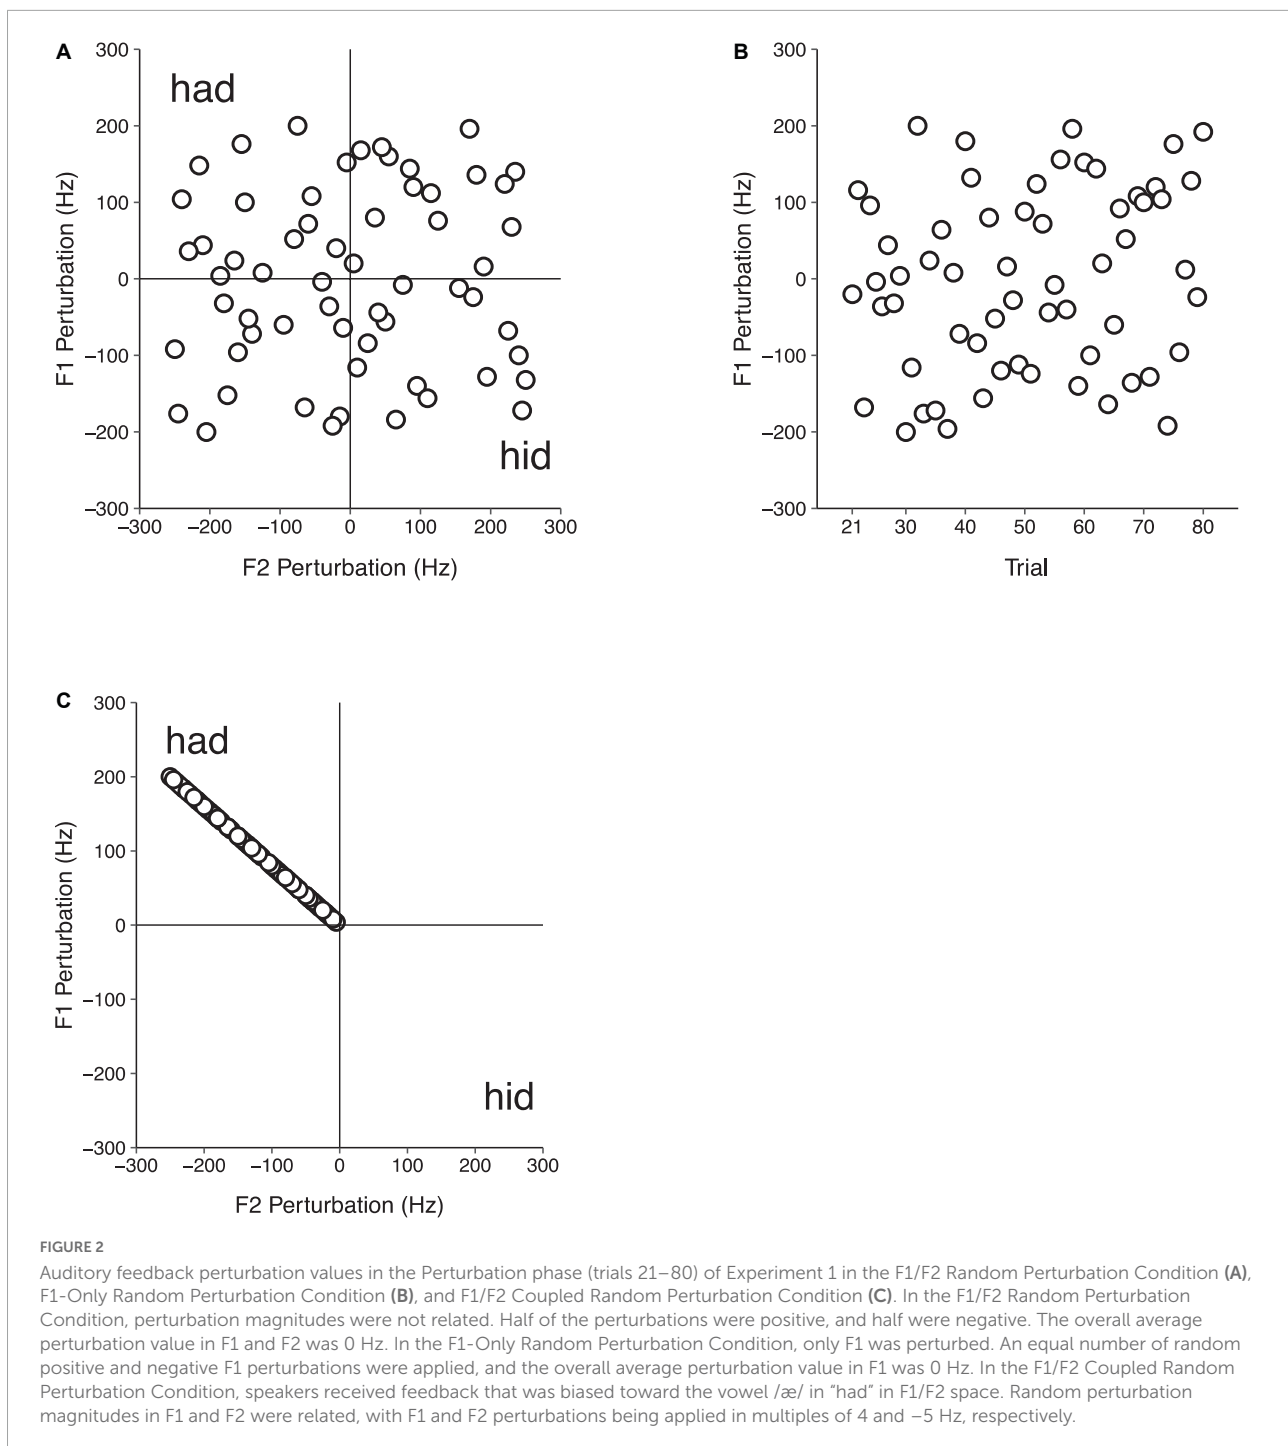 A
300
200
100
0
−100
−200
−300
F1 Perturbation (Hz)
had
hid
−300 −200 −100 0 100 200 300
F2 Perturbation (Hz)
B
300
200
100
0
−100
−200
−300
F1 Perturbation (Hz)
21 30 40 50 60 70 80
Trial
C
300
200
100
0
−100
−200
−300
F1 Perturbation (Hz)
had
hid
−300 −200 −100 0 100 200 300
F2 Perturbation (Hz)
FIGURE 2
Auditory feedback perturbation values in the Perturbation phase (trials 21–80) of Experiment 1 in the F1/F2 Random Perturbation Condition (A),
F1-Only Random Perturbation Condition (B), and F1/F2 Coupled Random Perturbation Condition (C). In the F1/F2 Random Perturbation
Condition, perturbation magnitudes were not related. Half of the perturbations were positive, and half were negative. The overall average
perturbation value in F1 and F2 was 0 Hz. In the F1-Only Random Perturbation Condition, only F1 was perturbed. An equal number of random
positive and negative F1 perturbations were applied, and the overall average perturbation value in F1 was 0 Hz. In the F1/F2 Coupled Random
Perturbation Condition, speakers received feedback that was biased toward the vowel /æ/ in “had” in F1/F2 space. Random perturbation
magnitudes in F1 and F2 were related, with F1 and F2 perturbations being applied in multiples of 4 and −5 Hz, respectively.